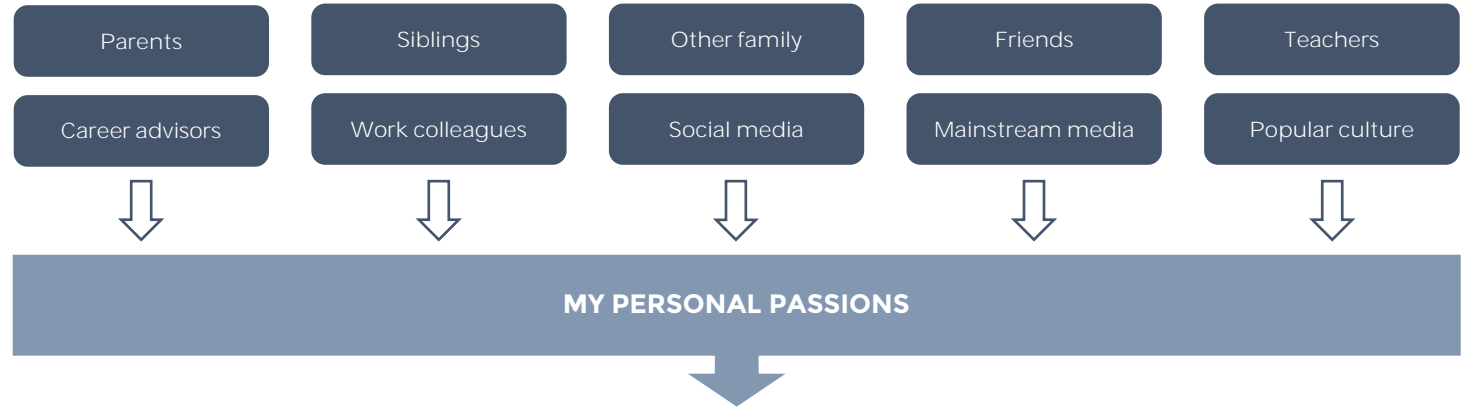 Parents
Siblings
Other family
Friends
Teachers
Career advisors
Work colleagues
Social media
Mainstream media
Popular culture
MY PERSONAL PASSIONS